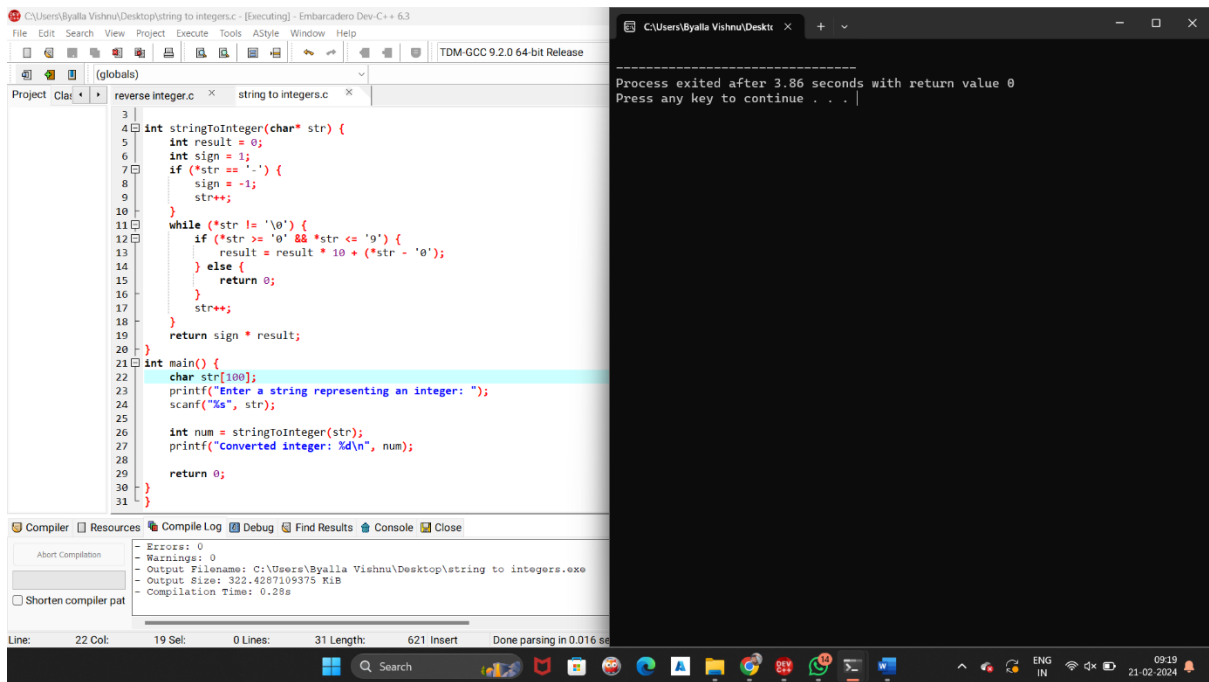 C:\Users\Byalla Vishnu\Desktop\string to integers.c - [Executing] - Embarcadero Dev-C++ 6.3
File Edit Search View Project Execute Tools AStyle Window Help
TDM-GCC 9.2.0 64-bit Release
(globals)
Project Clas reverse integer.c × string to integers.c ×
3
4 int stringToInteger(char* str) {
5 int result = 0;
6 int sign = 1;
7 if (*str == '-') {
8 sign = -1;
9 str++;
10 }
11 while (*str != '\0') {
12 if (*str >= '0' && *str <= '9') {
13 result = result * 10 + (*str - '0');
14 } else {
15 return 0;
16 }
17 str++;
18 }
19 return sign * result;
20 }
21 int main() {
22 char str[100];
23 printf("Enter a string representing an integer: ");
24 scanf("%s", str);
25
26 int num = stringToInteger(str);
27 printf("Converted integer: %d\n", num);
28
29 return 0;
30 }
31 }
Compiler Resources Compile Log Debug Find Results Console Close
Abort Compilation
Shorten compiler pat
- Errors: 0
- Warnings: 0
- Output Filename: C:\Users\Byalla Vishnu\Desktop\string to integers.exe
- Output Size: 322.4287109375 KiB
- Compilation Time: 0.28s
Line: 22 Col: 19 Sel: 0 Lines: 31 Length: 621 Insert Done parsing in 0.016 se
C:\Users\Byalla Vishnu\Deskto × +
--------------------------------
Process exited after 3.86 seconds with return value 0
Press any key to continue . . .
Search
DEV C++
14
ENG
IN
09:19
21-02-2024